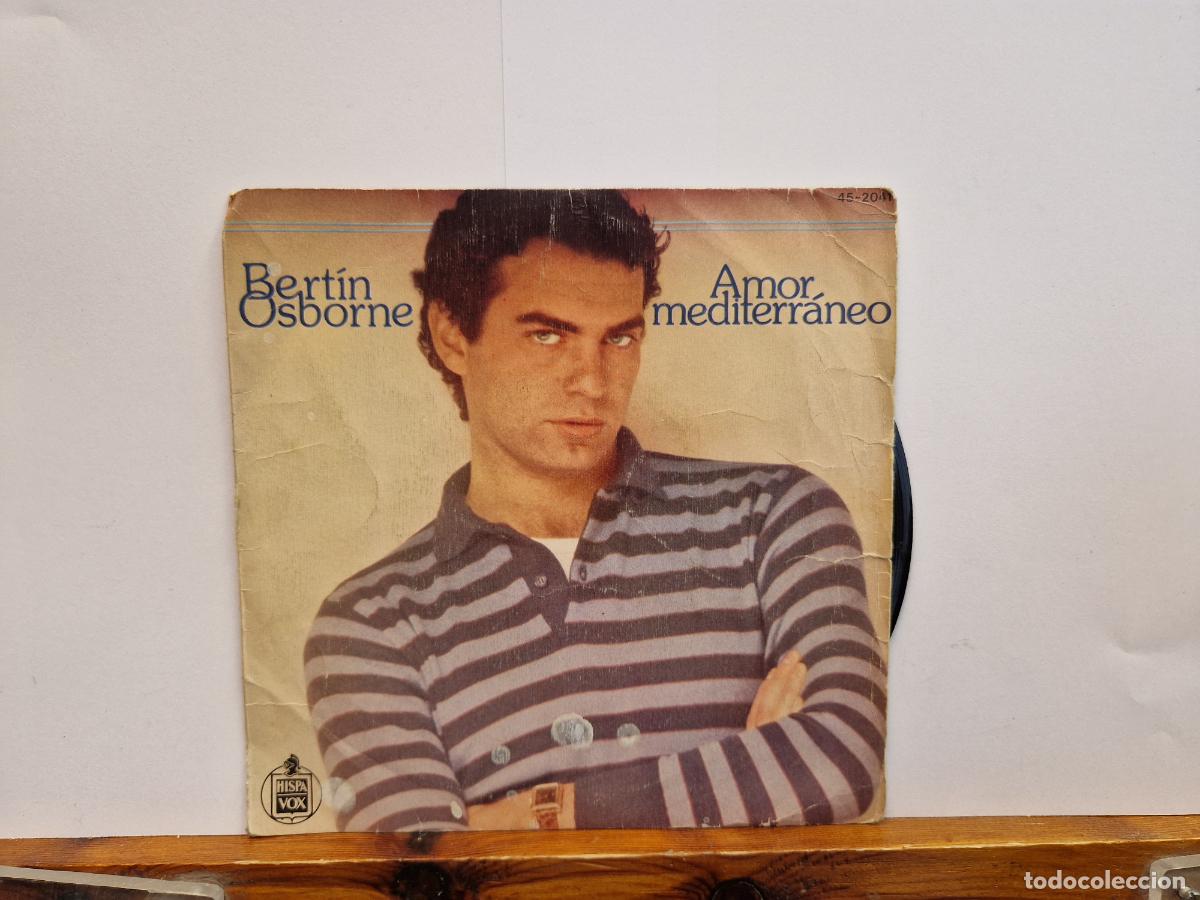 45-2041
Bertín
Osborne
Amor
mediterráneo
HISPA
VOX
todocoleccion